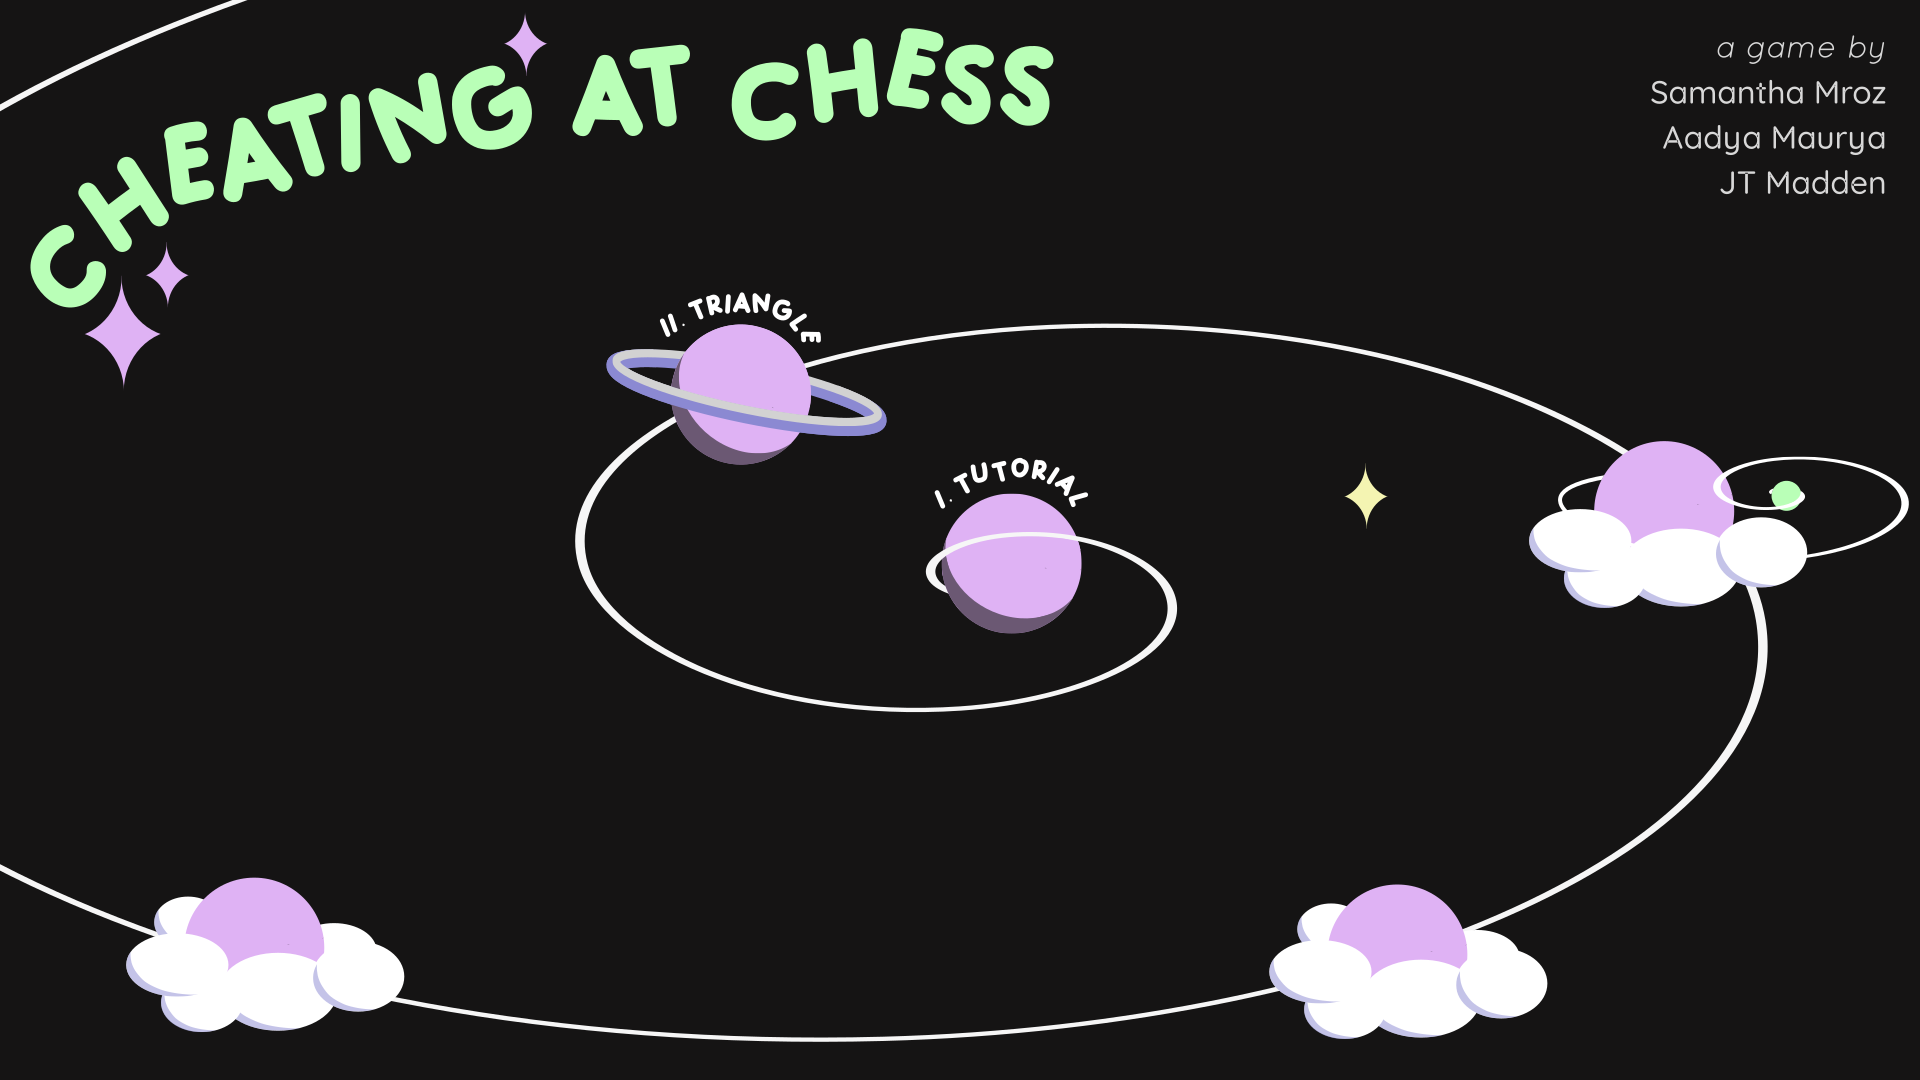 CHEATING AT CHESS
a game by
Samantha Mroz
Aadya Maurya
JT Madden
II. TRIANGLE
I. TUTORIAL